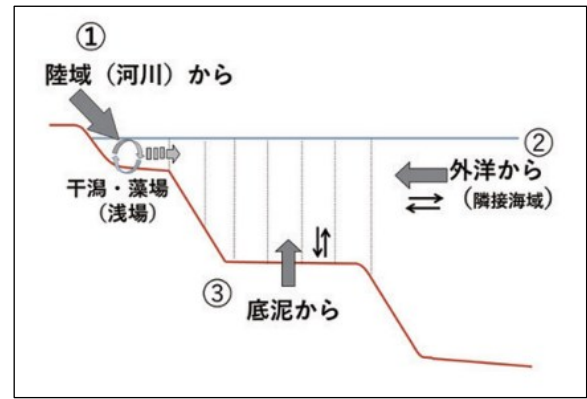 ①
陸域（河川）から
干潟・藻場
（浅場）
②
外洋から
（隣接海域）
③
底泥から